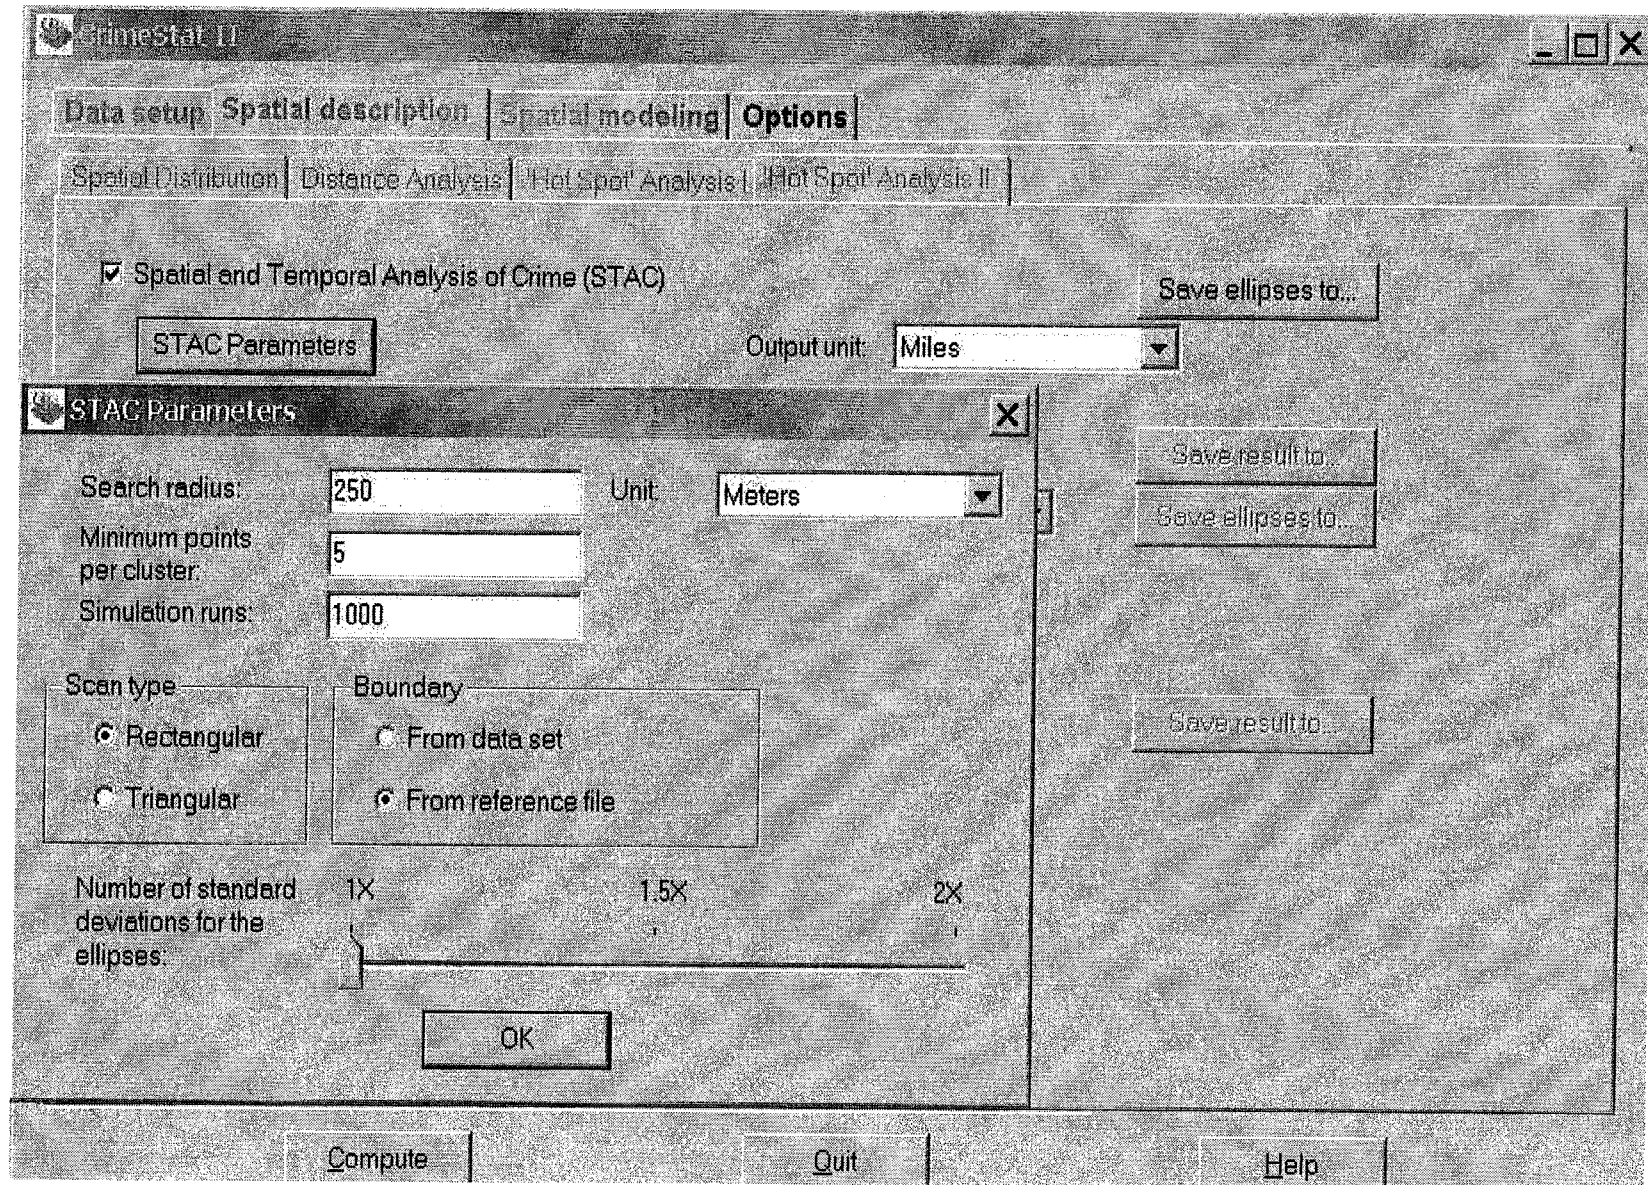 CrimeStat II
Data setup Spatial description Spatial modeling Options
Spatial Distribution Distance Analysis 'Hot Spot' Analysis I 'Hot Spot' Analysis II
Spatial and Temporal Analysis of Crime (STAC)
Save ellipses to...
STAC Parameters
Output unit: Miles
STAC Parameters
Search radius: 250 Unit: Meters
Save result to...
Save ellipses to...
Minimum points
per cluster: 5
Simulation runs: 1000
Scan type
Rectangular
Triangular
Boundary
From data set
From reference file
Save result to...
Number of standard
deviations for the
ellipses:
1X 1.5X 2X
OK
Compute Quit Help